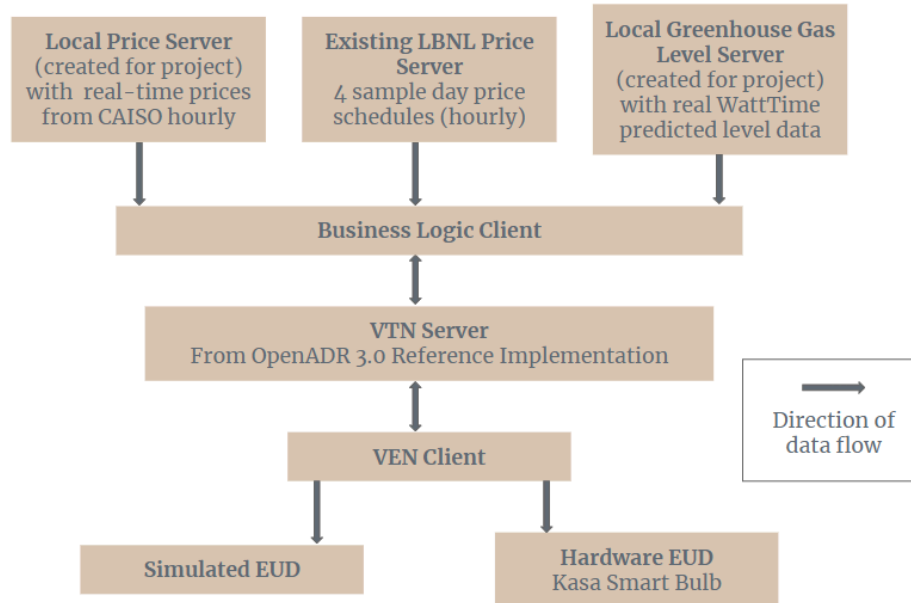 Local Price Server
(created for project)
with real-time prices
from CAISO hourly
Existing LBNL Price
Server
4 sample day price
schedules (hourly)
Local Greenhouse Gas
Level Server
(created for project)
with real WattTime
predicted level data
Business Logic Client
VTN Server
From OpenADR 3.0 Reference Implementation
Direction of
data flow
VEN Client
Simulated EUD
Hardware EUD
Kasa Smart Bulb